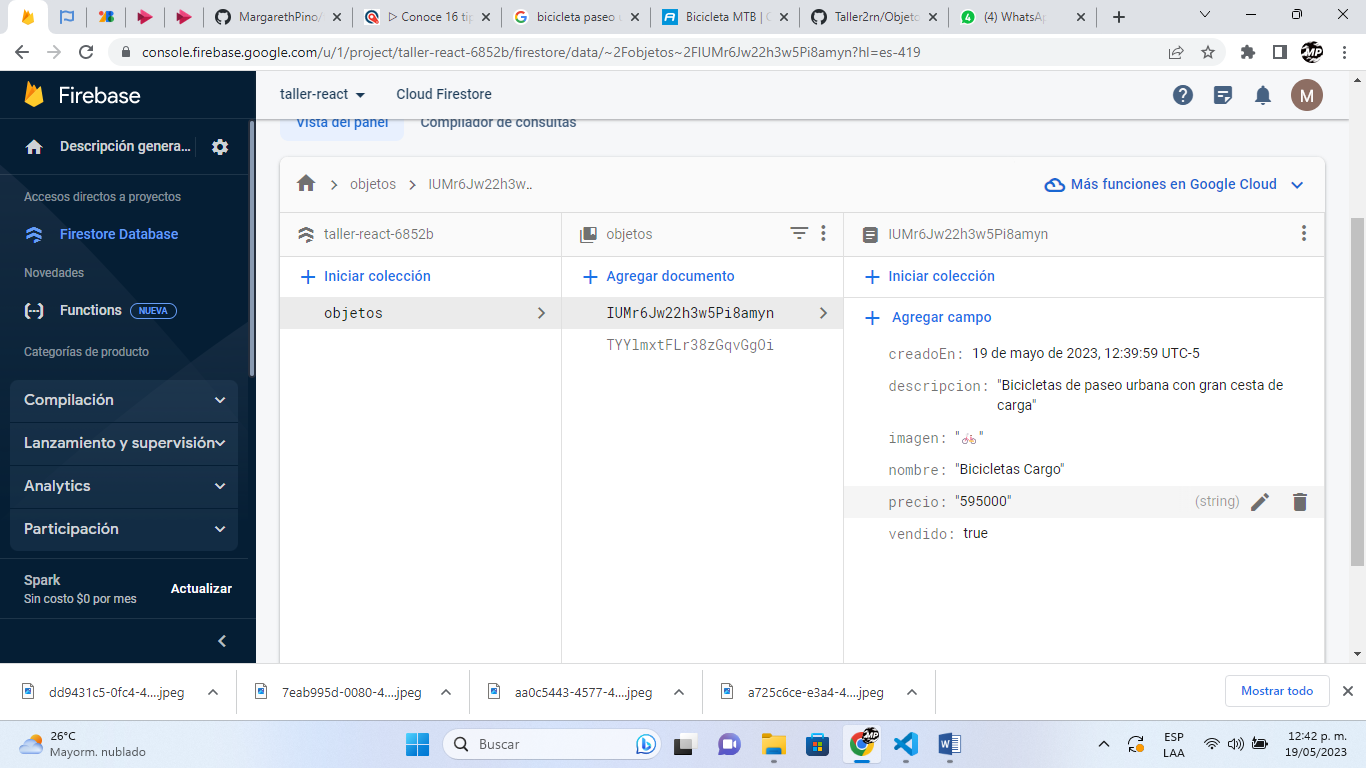 MargarethPino/
▷ Conoce 16 tip
bicicleta paseo u
Bicicleta MTB | C
Taller2rn/Objeto
(4) WhatsAp
console.firebase.google.com/u/1/project/taller-react-6852b/firestore/data/~2Fobjetos~2FIUMr6Jw22h3w5Pi8amyn?hl=es-419
MP
Firebase
taller-react
Cloud Firestore
M
Descripción genera...
Vista del panel
Compilador de consultas
Accesos directos a proyectos
Firestore Database
Novedades
Functions
NUEVA
Categorías de producto
Compilación
Lanzamiento y supervisión
Analytics
Participación
Spark
Sin costo $0 por mes
Actualizar
objetos
IUMr6Jw22h3w..
Más funciones en Google Cloud
taller-react-6852b
objetos
IUMr6Jw22h3w5Pi8amyn
Iniciar colección
Agregar documento
Iniciar colección
objetos
IUMr6Jw22h3w5Pi8amyn
TYYlmxtFLr38zGqvGgOi
Agregar campo
creadoEn: 19 de mayo de 2023, 12:39:59 UTC-5
descripcion: "Bicicletas de paseo urbana con gran cesta de
carga"
imagen: "🚲"
nombre: "Bicicletas Cargo"
precio: "595000" (string)
vendido: true
dd9431c5-0fc4-4....jpeg
7eab995d-0080-4....jpeg
aa0c5443-4577-4....jpeg
a725c6ce-e3a4-4....jpeg
Mostrar todo
26°C
Mayorm. nublado
Buscar
MP
ESP
LAA
12:42 p. m.
19/05/2023